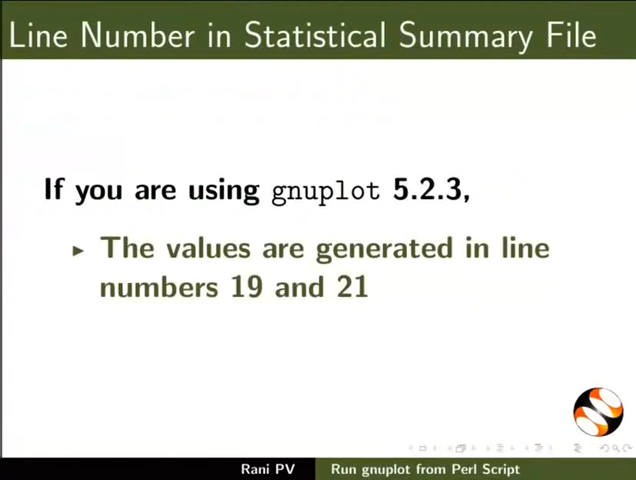 Line Number in Statistical Summary File
If you are using gnuplot 5.2.3,
The values are generated in line
numbers 19 and 21
Rani PV
Run gnuplot from Perl Script